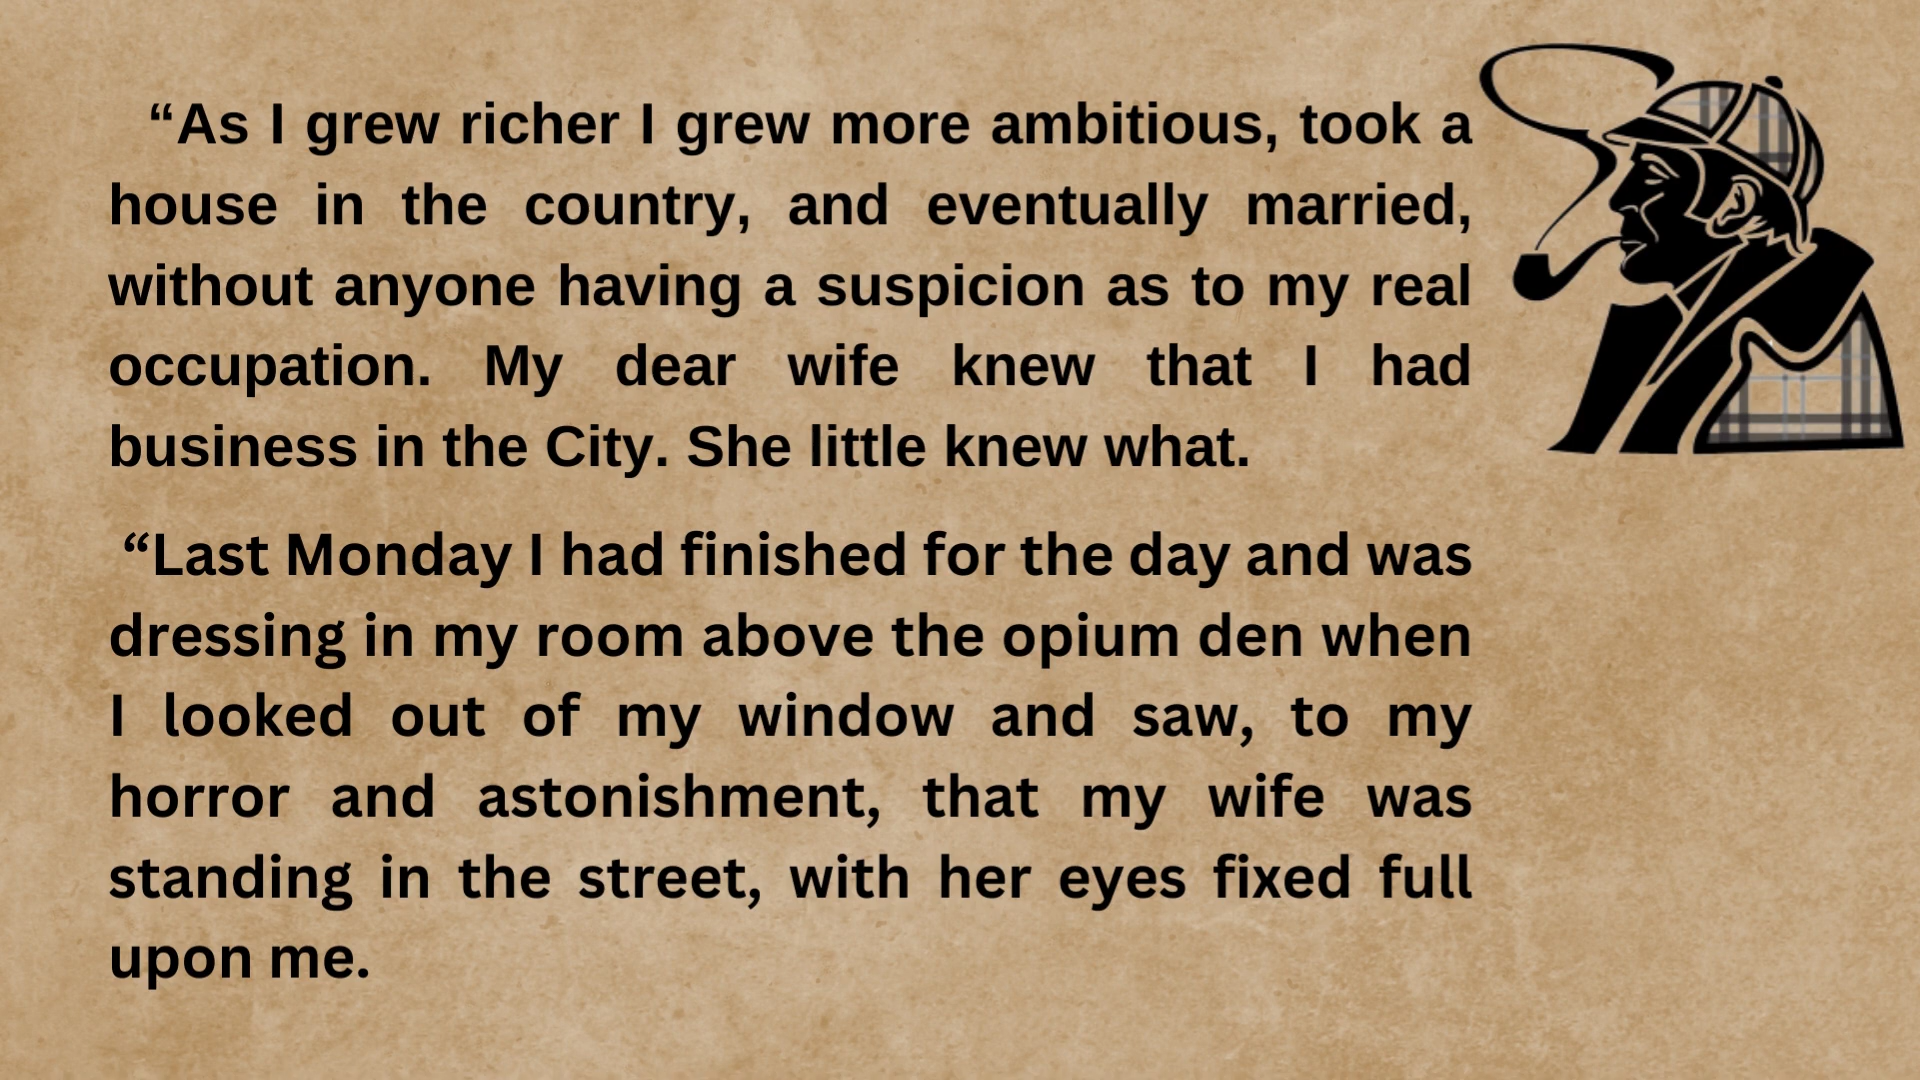 “As I grew richer I grew more ambitious, took a
house in the country, and eventually married,
without anyone having a suspicion as to my real
occupation. My dear wife knew that I had
business in the City. She little knew what.
“Last Monday I had finished for the day and was
dressing in my room above the opium den when
I looked out of my window and saw, to my
horror and astonishment, that my wife was
standing in the street, with her eyes fixed full
upon me.